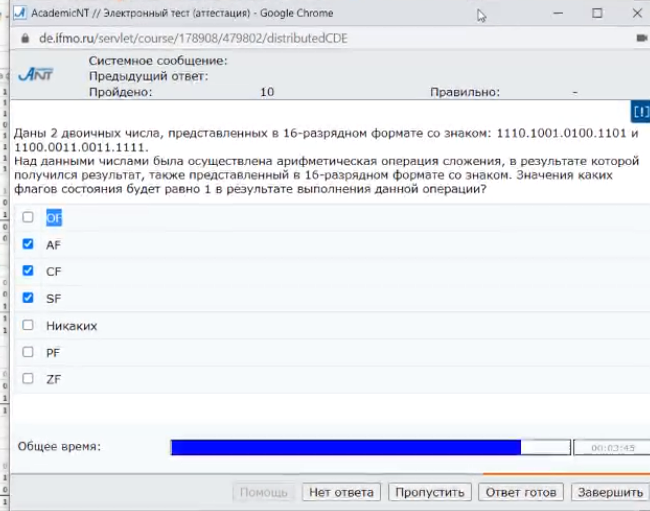 AcademicNT // Электронный тест (аттестация) - Google Chrome
de.ifmo.ru/servlet/course/178908/479802/distributedCDE
ANT
Системное сообщение:
Предыдущий ответ:
Пройдено: 10 Правильно: -
[!]
Даны 2 двоичных числа, представленных в 16-разрядном формате со знаком: 1110.1001.0100.1101 и
1100.0011.0011.1111.
Над данными числами была осуществлена арифметическая операция сложения, в результате которой
получился результат, также представленный в 16-разрядном формате со знаком. Значения каких
флагов состояния будет равно 1 в результате выполнения данной операции?
OF
AF
CF
SF
Никаких
PF
ZF
Общее время: 00:03:45
Помощь Нет ответа Пропустить Ответ готов Завершить